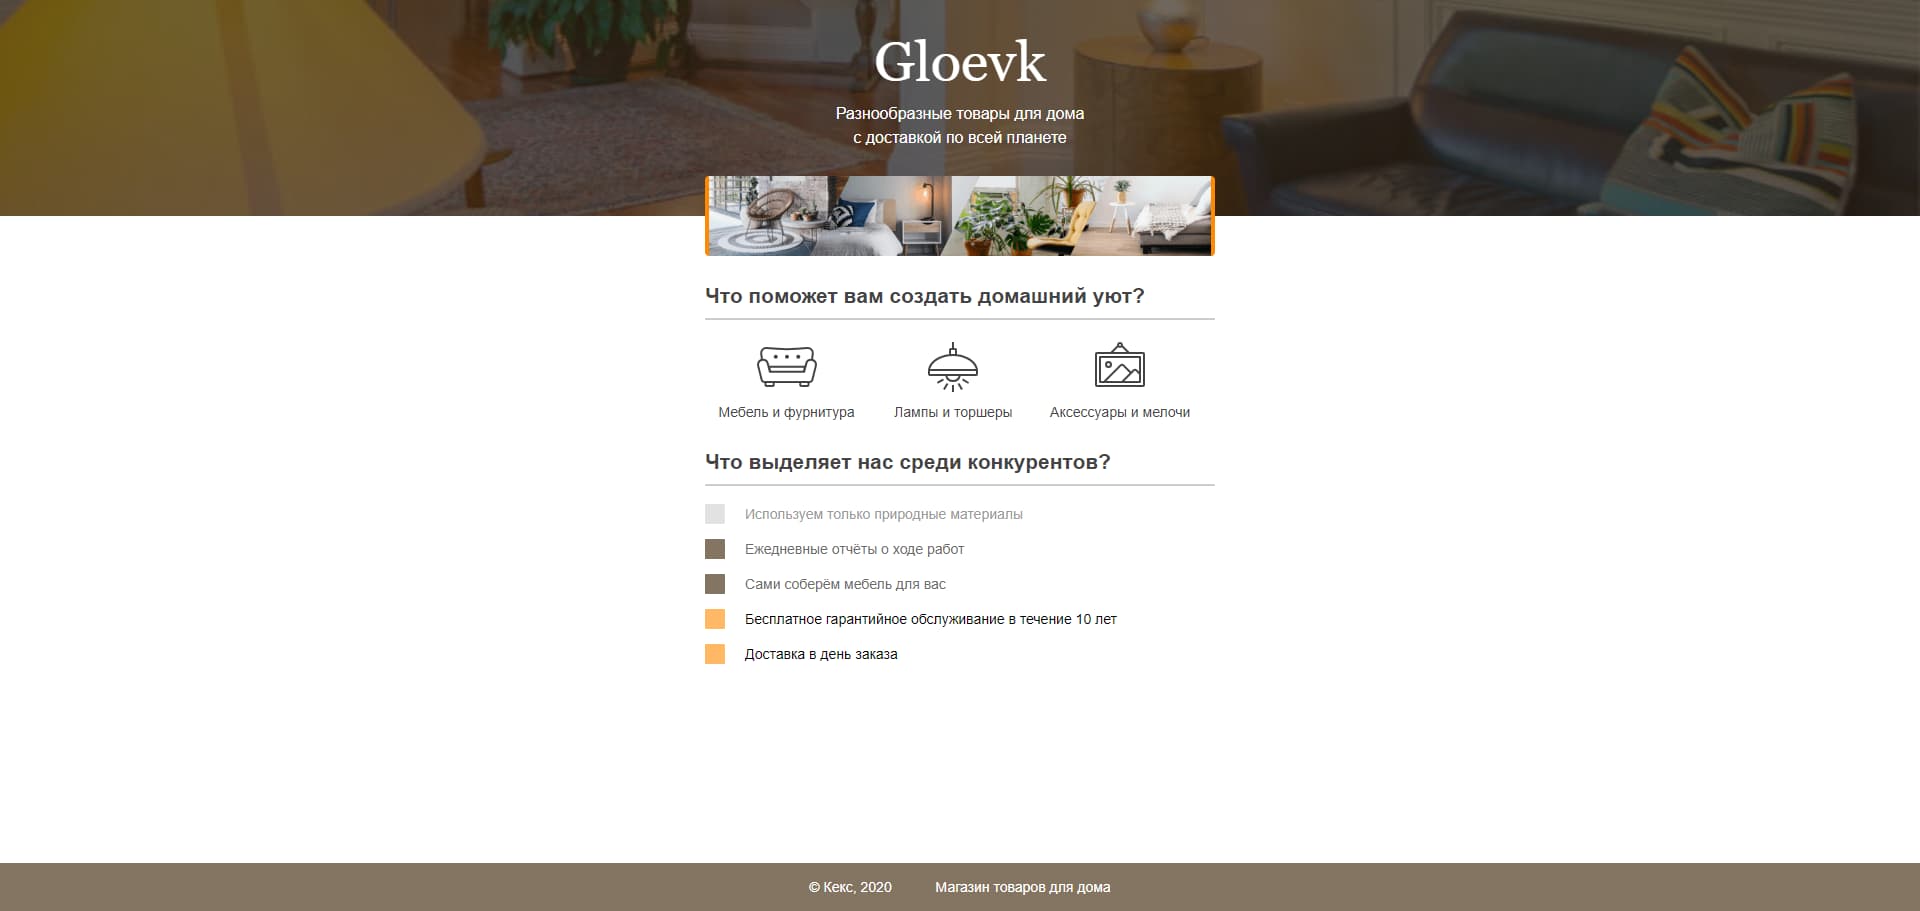 Gloevk
Разнообразные товары для дома
с доставкой по всей планете
Что поможет вам создать домашний уют?
Мебель и фурнитура
Лампы и торшеры
Аксессуары и мелочи
Что выделяет нас среди конкурентов?
Используем только природные материалы
Ежедневные отчёты о ходе работ
Сами соберём мебель для вас
Бесплатное гарантийное обслуживание в течение 10 лет
Доставка в день заказа
© Кекс, 2020 Магазин товаров для дома